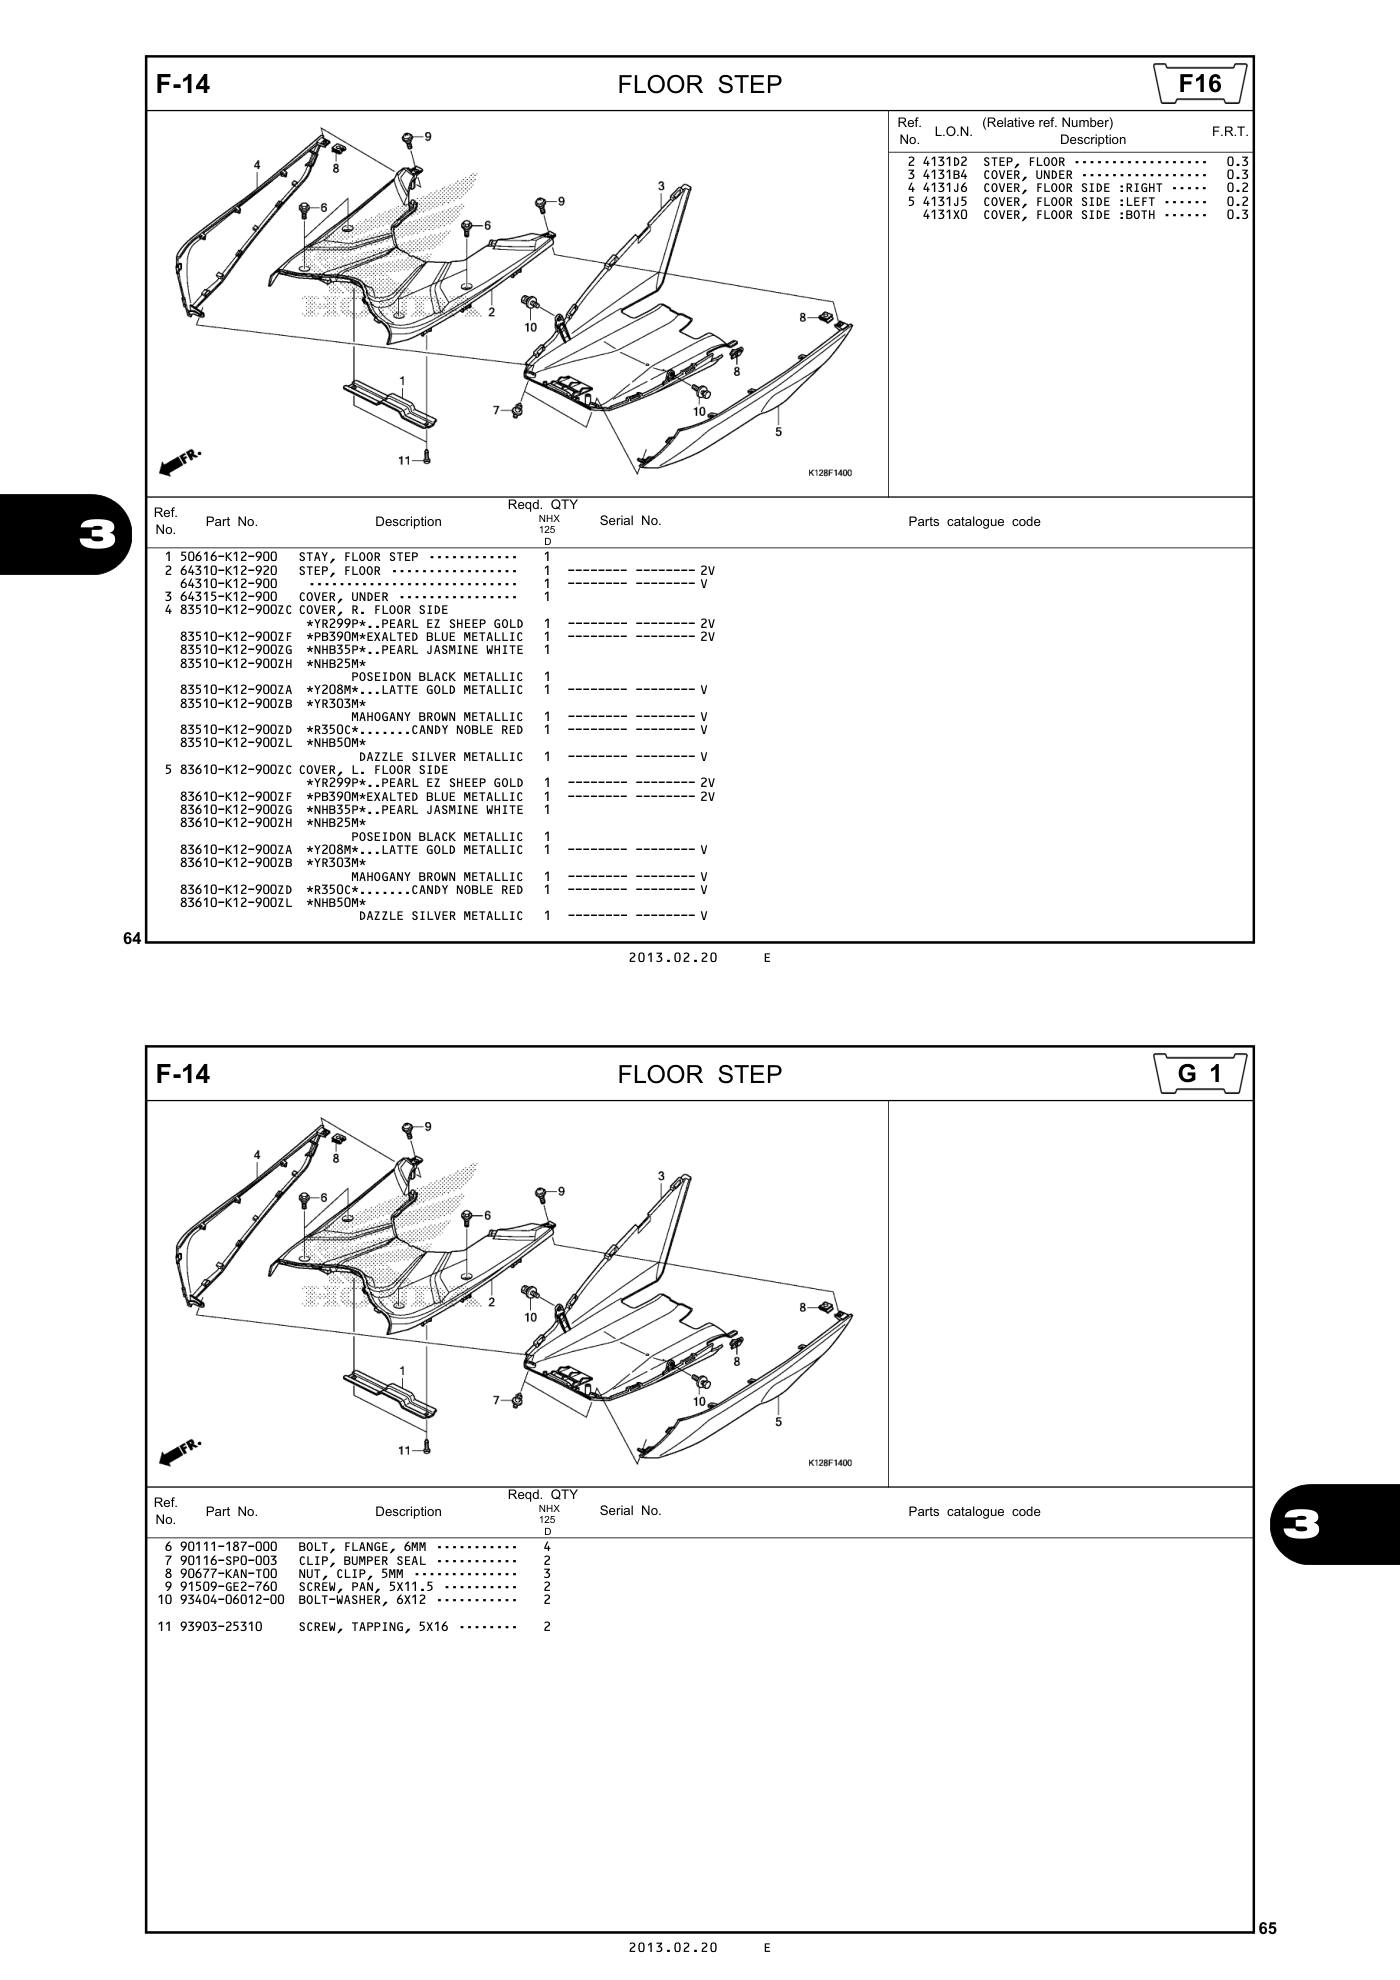 F-14 FLOOR STEP F16
Ref. No. L.O.N. (Relative ref. Number) Description F.R.T.
2 4131D2 STEP, FLOOR ------------------ 0.3
3 4131B4 COVER, UNDER ----------------- 0.3
4 4131J6 COVER, FLOOR SIDE :RIGHT ----- 0.2
5 4131J5 COVER, FLOOR SIDE :LEFT ------ 0.2
4131X0 COVER, FLOOR SIDE :BOTH ------ 0.3
9
4
8
3
6
9
6
2
10
8
8
1
7
10
5
11
FR.
HONDA
K128F1400
3
Ref. No. Part No. Description Reqd. QTY NHX 125 D Serial No. Parts catalogue code
1 50616-K12-900 STAY, FLOOR STEP ------------ 1
2 64310-K12-920 STEP, FLOOR ----------------- 1 -------- -------- 2V
64310-K12-900 ---------------------------- 1 -------- -------- V
3 64315-K12-900 COVER, UNDER ---------------- 1
4 83510-K12-900ZC COVER, R. FLOOR SIDE
*YR299P*..PEARL EZ SHEEP GOLD 1 -------- -------- 2V
83510-K12-900ZF *PB390M*EXALTED BLUE METALLIC 1 -------- -------- 2V
83510-K12-900ZG *NHB35P*..PEARL JASMINE WHITE 1
83510-K12-900ZH *NHB25M*
POSEIDON BLACK METALLIC 1
83510-K12-900ZA *Y208M*...LATTE GOLD METALLIC 1 -------- -------- V
83510-K12-900ZB *YR303M*
MAHOGANY BROWN METALLIC 1 -------- -------- V
83510-K12-900ZD *R350C*.......CANDY NOBLE RED 1 -------- -------- V
83510-K12-900ZL *NHB50M*
DAZZLE SILVER METALLIC 1 -------- -------- V
5 83610-K12-900ZC COVER, L. FLOOR SIDE
*YR299P*..PEARL EZ SHEEP GOLD 1 -------- -------- 2V
83610-K12-900ZF *PB390M*EXALTED BLUE METALLIC 1 -------- -------- 2V
83610-K12-900ZG *NHB35P*..PEARL JASMINE WHITE 1
83610-K12-900ZH *NHB25M*
POSEIDON BLACK METALLIC 1
83610-K12-900ZA *Y208M*...LATTE GOLD METALLIC 1 -------- -------- V
83610-K12-900ZB *YR303M*
MAHOGANY BROWN METALLIC 1 -------- -------- V
83610-K12-900ZD *R350C*.......CANDY NOBLE RED 1 -------- -------- V
83610-K12-900ZL *NHB50M*
DAZZLE SILVER METALLIC 1 -------- -------- V
64
2013.02.20 E
F-14 FLOOR STEP G 1
9
4
8
3
6
9
6
2
10
8
8
1
7
10
5
11
FR.
HONDA
K128F1400
Ref. No. Part No. Description Reqd. QTY NHX 125 D Serial No. Parts catalogue code
3
6 90111-187-000 BOLT, FLANGE, 6MM ----------- 4
7 90116-SP0-003 CLIP, BUMPER SEAL ----------- 2
8 90677-KAN-T00 NUT, CLIP, 5MM -------------- 3
9 91509-GE2-760 SCREW, PAN, 5X11.5 ---------- 2
10 93404-06012-00 BOLT-WASHER, 6X12 ----------- 2
11 93903-25310 SCREW, TAPPING, 5X16 -------- 2
65
2013.02.20 E